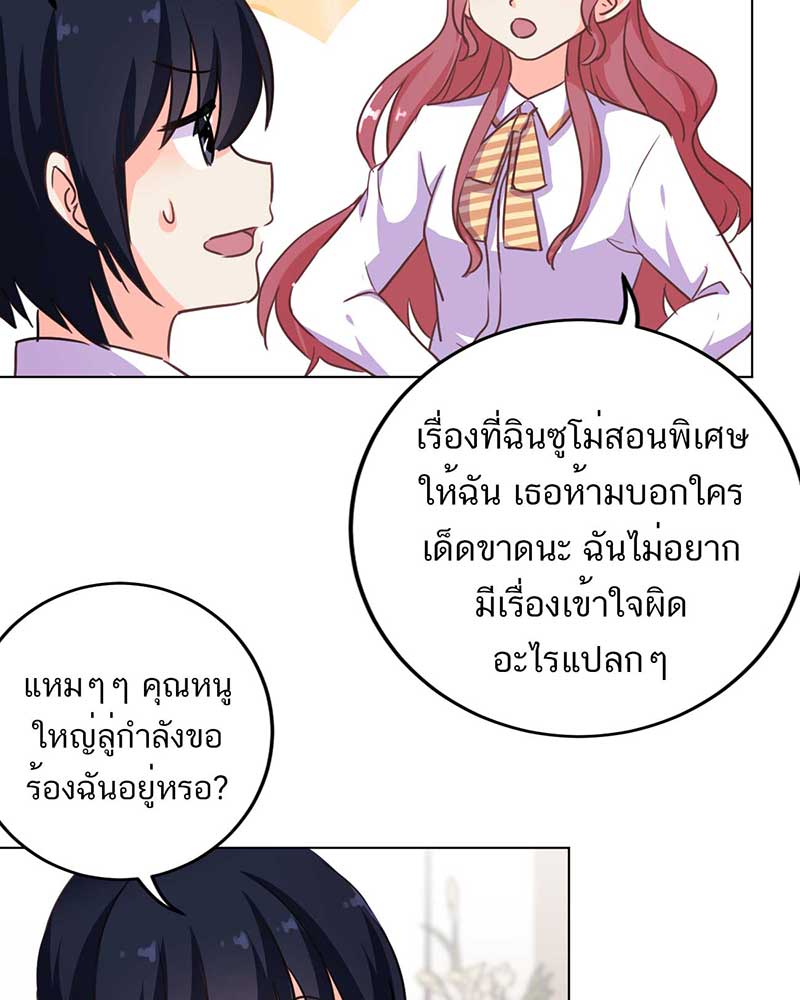 เรื่องที่ฉินซูโม่สอนพิเศษ
ให้ฉัน เธอห้ามบอกใคร
เด็ดขาดนะ ฉันไม่อยาก
มีเรื่องเข้าใจผิด
อะไรแปลกๆ
แหมๆๆ คุณหนู
ใหญ่ลู่กำลังขอ
ร้องฉันอยู่หรอ?